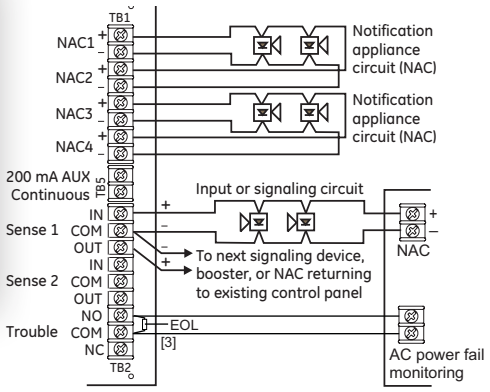 TB1
NAC1 + –
NAC2 + –
NAC3 + –
NAC4 + –
Notification
appliance
circuit (NAC)
Notification
appliance
circuit (NAC)
200 mA AUX
Continuous
TB5
Input or signaling circuit
IN
+
Sense 1 COM
–
OUT
–
+
+
–
NAC
To next signaling device,
booster, or NAC returning
to existing control panel
IN
Sense 2 COM
OUT
NO
EOL
Trouble COM
[3]
NC
TB2
AC power fail
monitoring